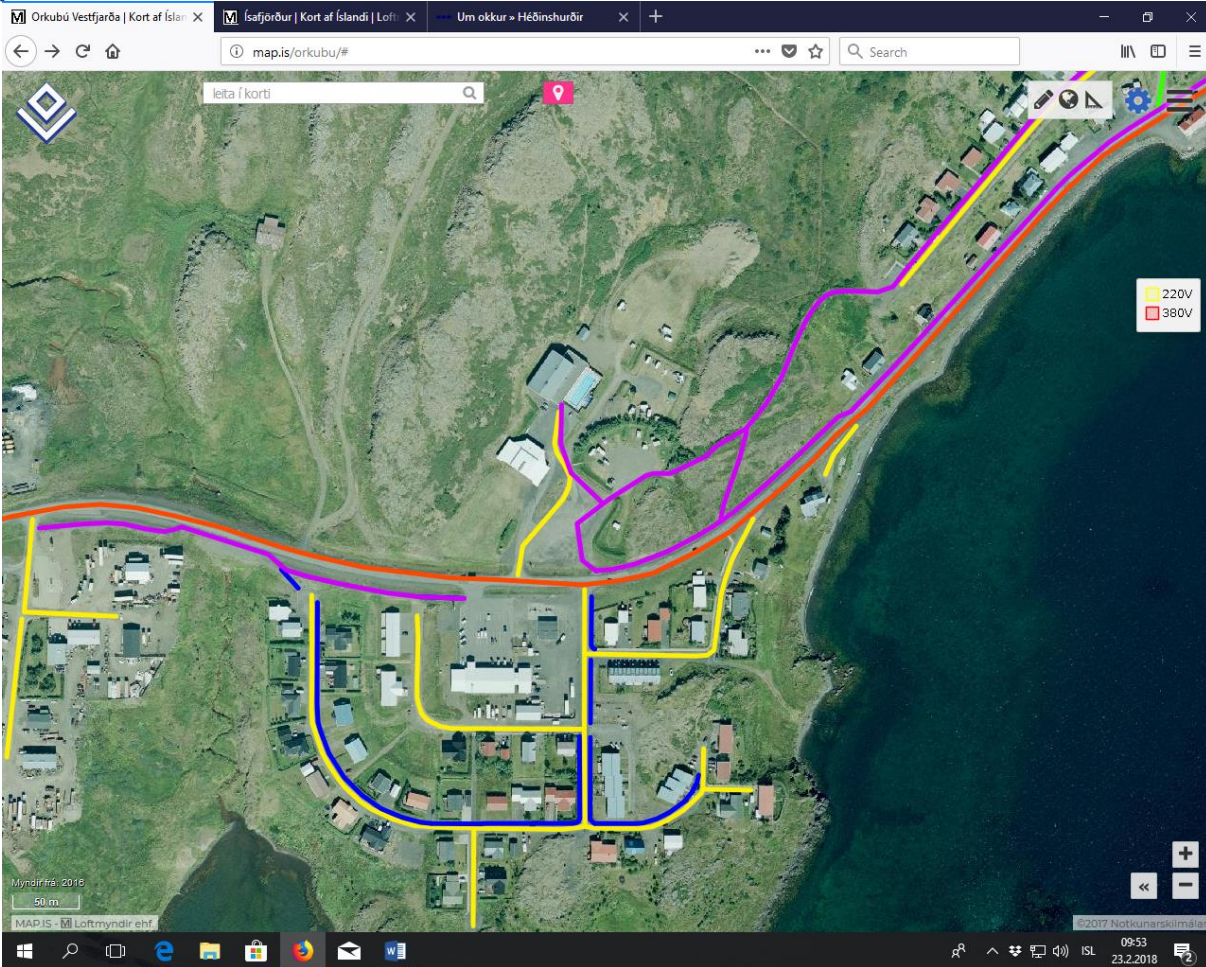 Orkubú Vestfjarða | Kort af Íslan
Ísafjörður | Kort af Íslandi | Loft
Um okkur » Héðinshurðir
map.is/orkubu/#
Search
leita í korti
220V
380V
Myndir frá: 2016
50 m
MAP.IS - M Loftmyndir ehf.
©2017 Notkunarskilmálar
ISL
09:53
23.2.2018
2